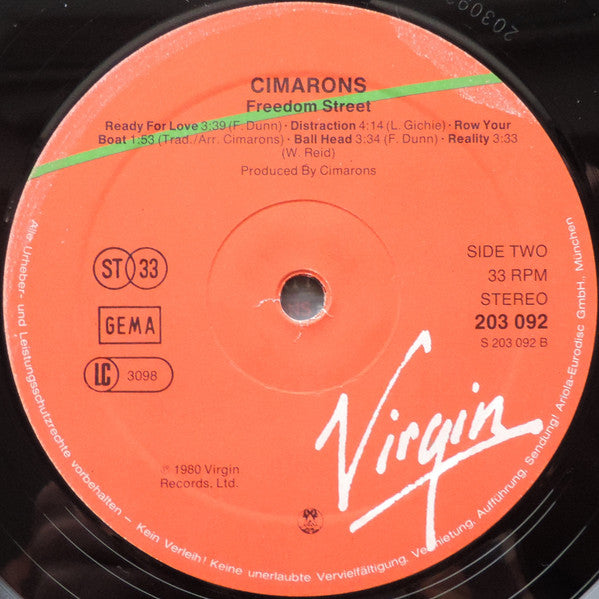 CIMARONS
Freedom Street
Ready For Love 3:39 (F. Dunn) · Distraction 4:14 (L. Gichie) · Row Your
Boat 1:53 (Trad./Arr. Cimarons) · Ball Head 3:34 (F. Dunn) · Reality 3:33
(W. Reid)
Produced By Cimarons
ST 33
GEMA
LC 3098
SIDE TWO
33 RPM
STEREO
203 092
S 203 092 B
Virgin
℗ 1980 Virgin
Records, Ltd.
Alle Urheber- und Leistungsschutzrechte vorbehalten – Kein Verleih! Keine unerlaubte Vervielfältigung, Vermietung, Aufführung, Sendung! Ariola-Eurodisc GmbH, München